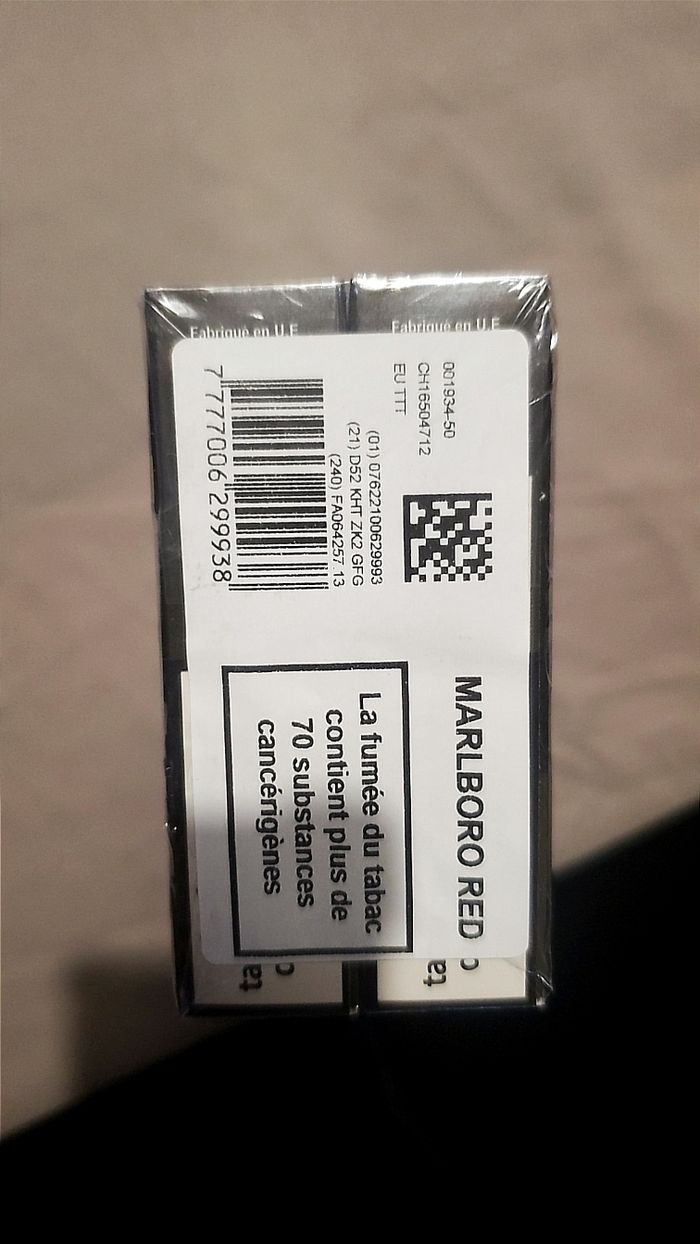 Fabriqué en U.E
Fabriqué en U.E
001934-50
CH16504712
EU TTT
(01) 07622100629993
(21) D52 KHT ZK2 GFG
(240) FA064257.13
7 777006 299938
MARLBORO RED
La fumée du tabac
contient plus de
70 substances
cancérigènes